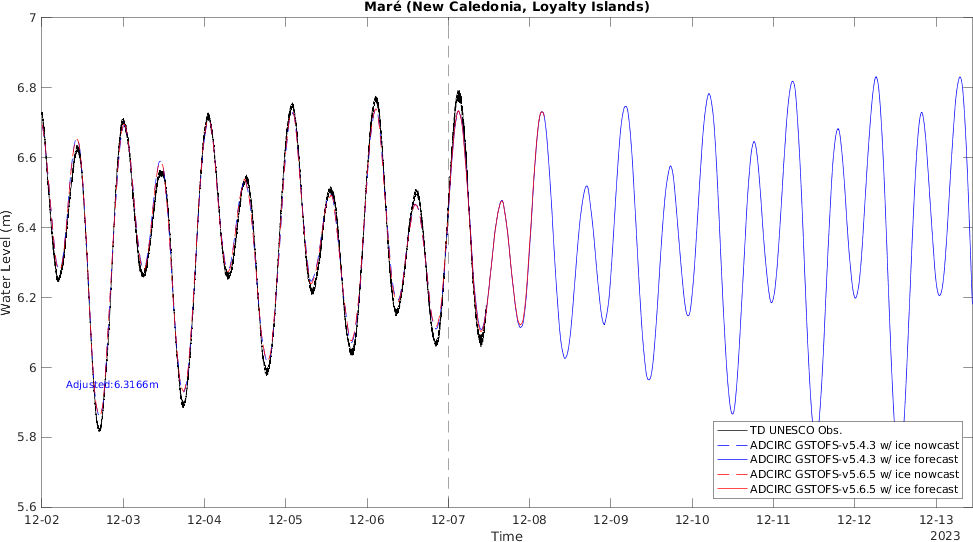 Maré (New Caledonia, Loyalty Islands)
7
6.8
6.6
6.4
6.2
6
5.8
5.6
Water Level (m)
Adjusted:6.3166m
TD UNESCO Obs.
ADCIRC GSTOFS-v5.4.3 w/ ice nowcast
ADCIRC GSTOFS-v5.4.3 w/ ice forecast
ADCIRC GSTOFS-v5.6.5 w/ ice nowcast
ADCIRC GSTOFS-v5.6.5 w/ ice forecast
12-02 12-03 12-04 12-05 12-06 12-07 12-08 12-09 12-10 12-11 12-12 12-13
Time
2023